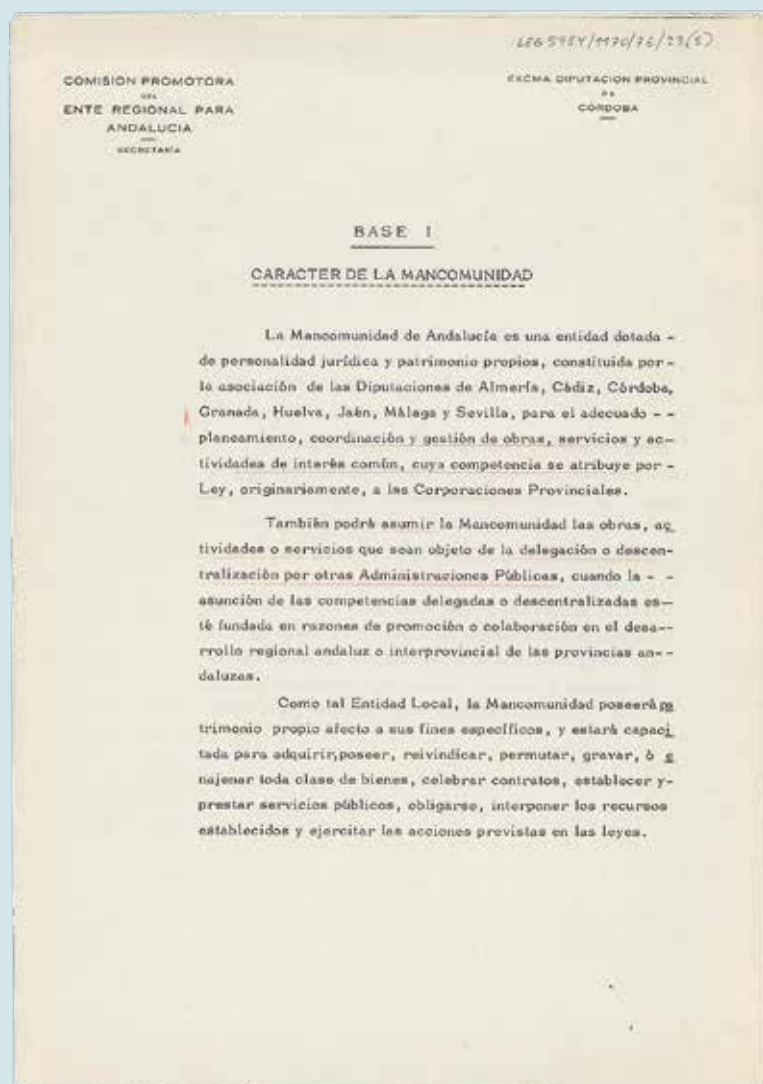 LEG 5984/1170/76/23(5)
COMISION PROMOTORA
DEL
ENTE REGIONAL PARA
ANDALUCIA
SECRETARÍA
EXCMA DIPUTACION PROVINCIAL
DE
CÓRDOBA
BASE I
CARACTER DE LA MANCOMUNIDAD
La Mancomunidad de Andalucía es una entidad dotada -
de personalidad jurídica y patrimonio propios, constituida por -
la asociación de las Diputaciones de Almería, Cádiz, Córdoba,
Granada, Huelva, Jaén, Málaga y Sevilla, para el adecuado - -
planeamiento, coordinación y gestión de obras, servicios y ac-
tividades de interés común, cuya competencia se atribuye por -
Ley, originariamente, a las Corporaciones Provinciales.
También podrá asumir la Mancomunidad las obras, ac
tividades o servicios que sean objeto de la delegación o descen-
tralización por otras Administraciones Públicas, cuando la - -
asunción de las competencias delegadas o descentralizadas es--
té fundada en razones de promoción o colaboración en el desa--
rrollo regional andaluz o interprovincial de las provincias an--
daluzas.
Como tal Entidad Local, la Mancomunidad poseerá pa
trimonio propio afecto a sus fines específicos, y estará capaci
tada para adquirir, poseer, reivindicar, permutar, gravar, ó e
najenar toda clase de bienes, celebrar contratos, establecer y-
prestar servicios públicos, obligarse, interponer los recursos
establecidos y ejercitar las acciones previstas en las leyes.